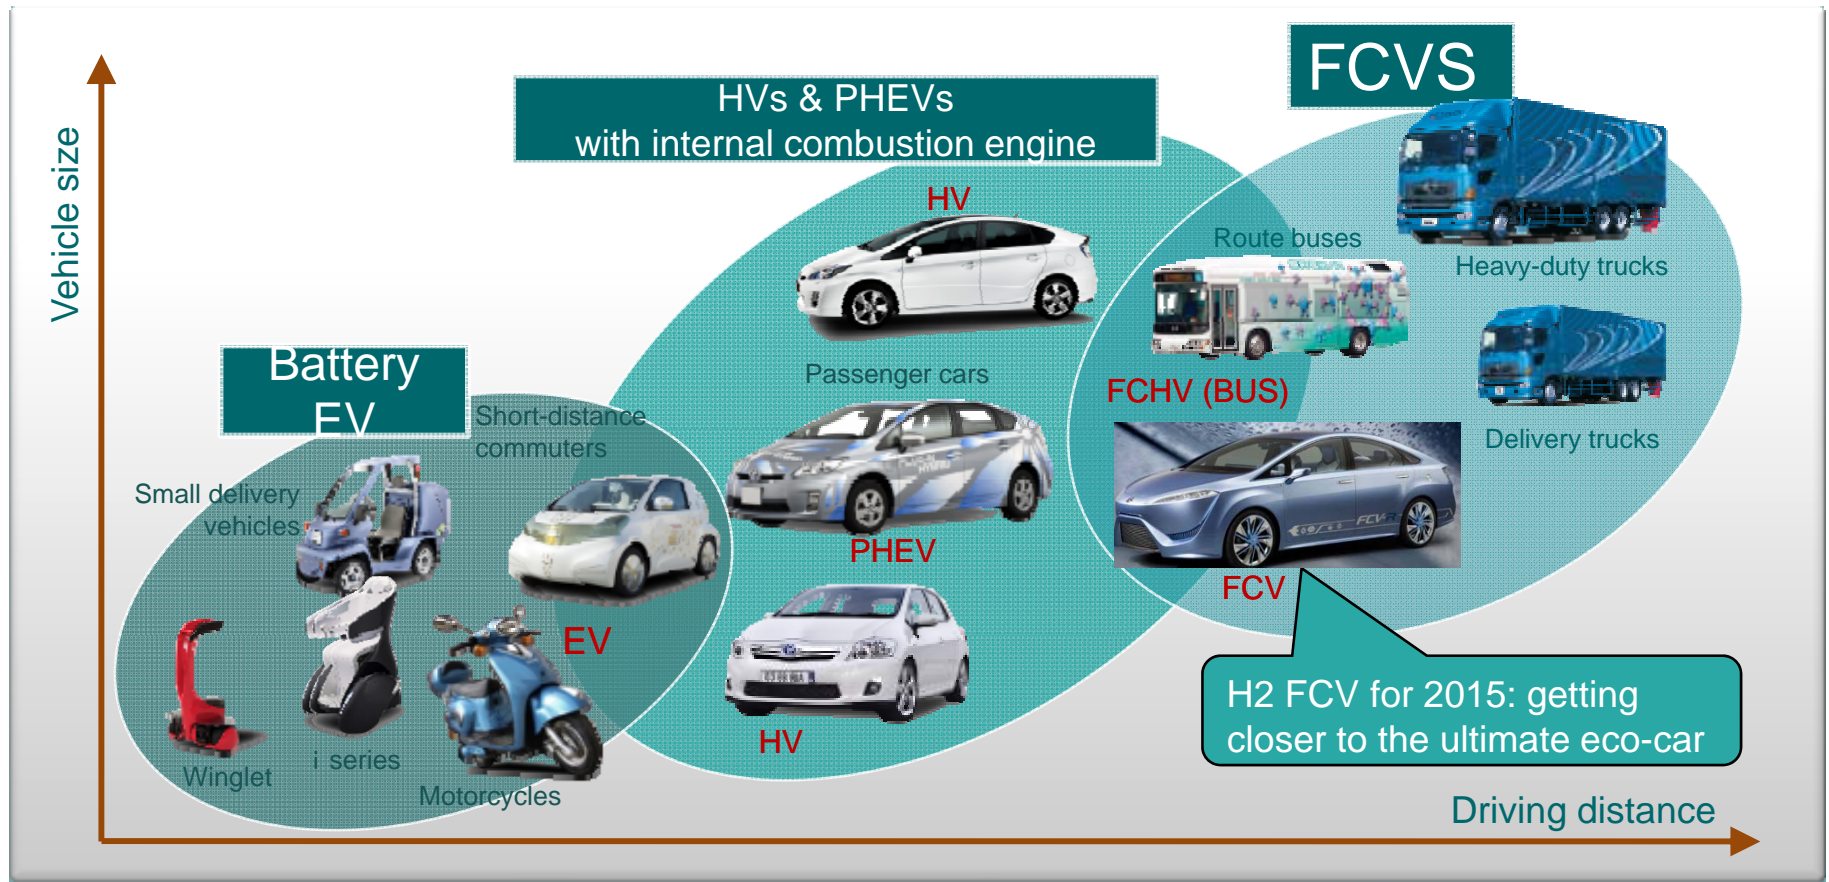 FCVS
HVs & PHEVs
with internal combustion engine
Vehicle size
HV
Route buses
Heavy-duty trucks
Battery
EV
Passenger cars
FCHV (BUS)
Short-distance
commuters
Delivery trucks
Small delivery
vehicles
PHEV
FCV-R
FCV
EV
HV
H2 FCV for 2015: getting
closer to the ultimate eco-car
Winglet
i series
Motorcycles
Driving distance